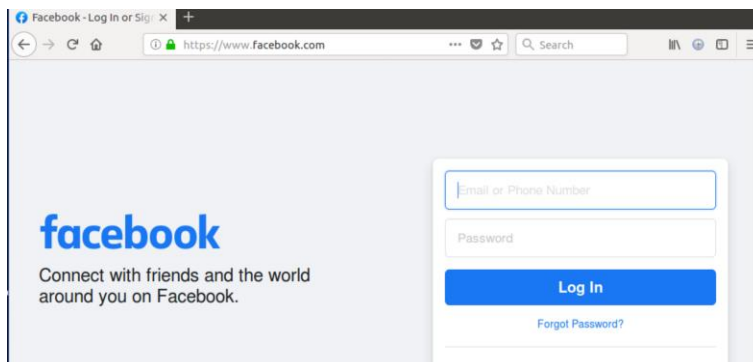 Facebook - Log In or Sig
https://www.facebook.com
Search
Email or Phone Number
facebook
Password
Connect with friends and the world
around you on Facebook.
Log In
Forgot Password?